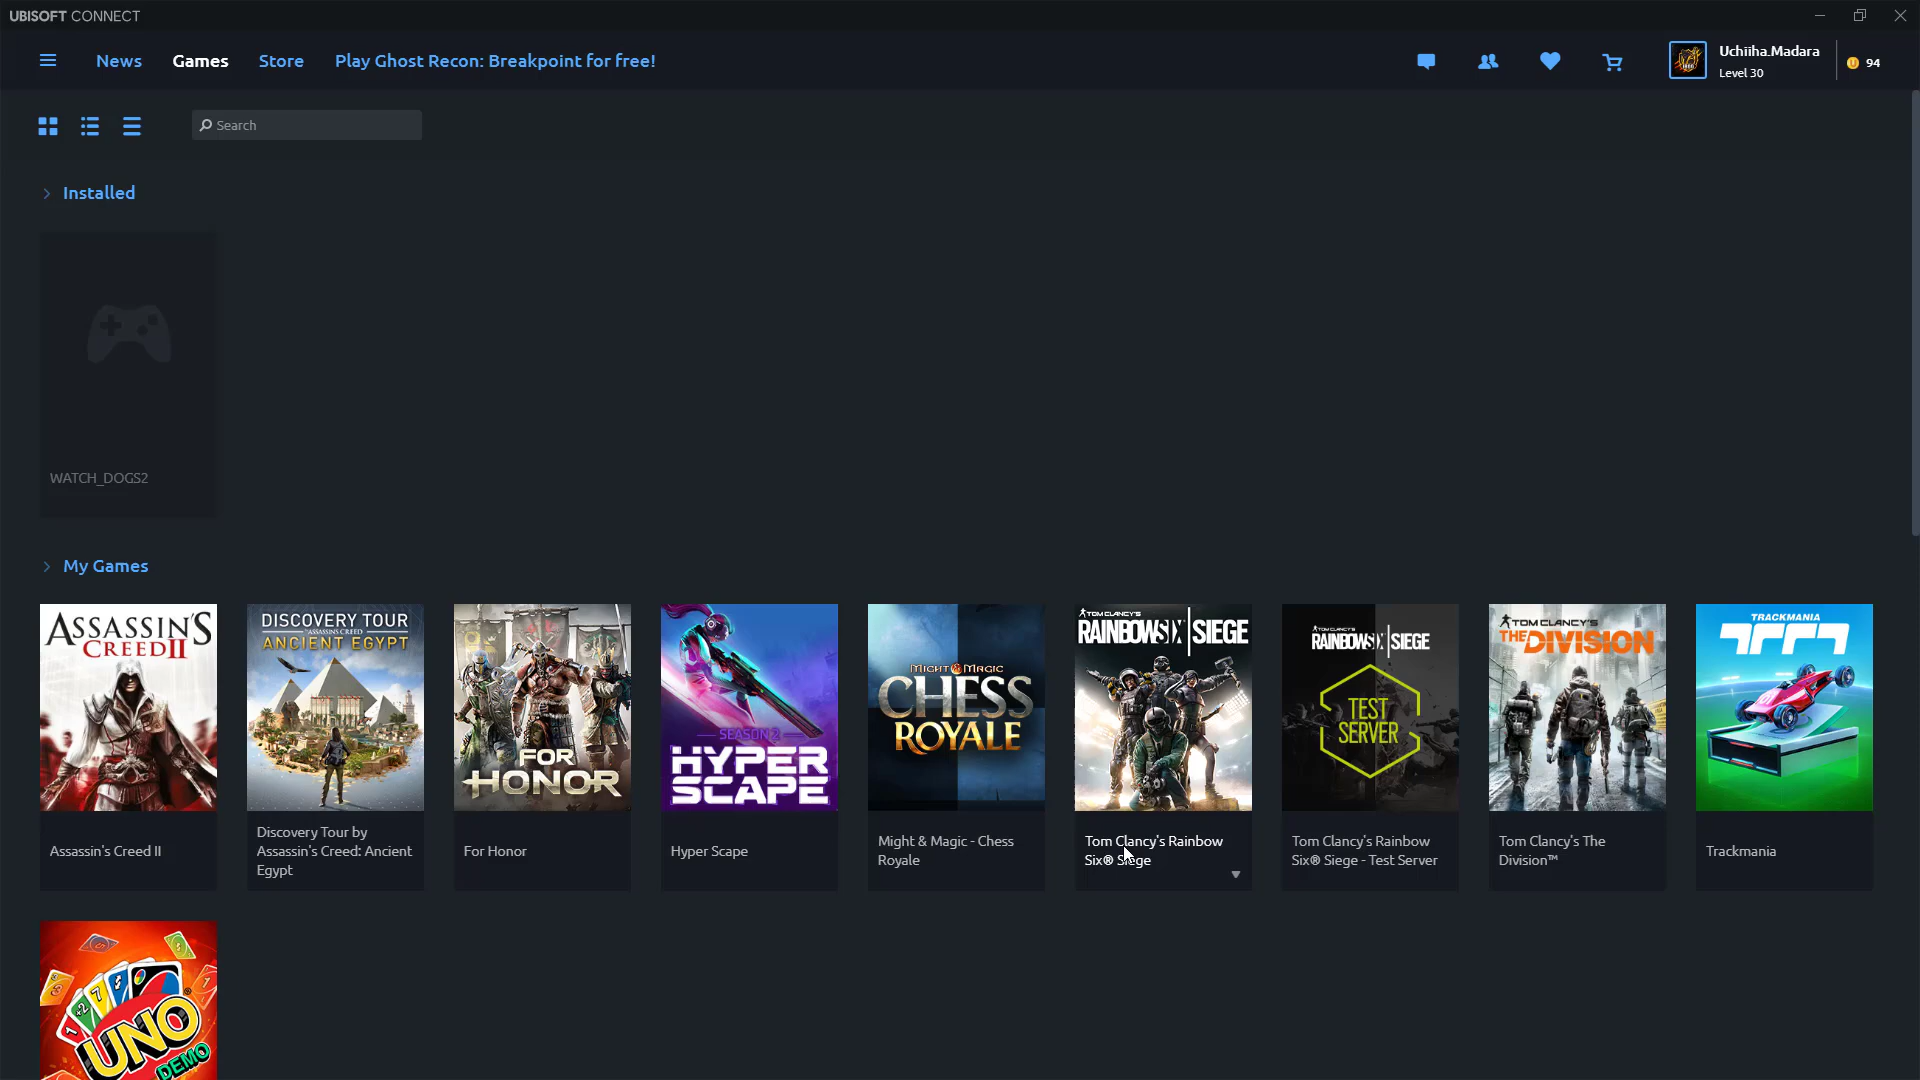 UBISOFT CONNECT
News
Games
Store
Play Ghost Recon: Breakpoint for free!
Uchiiha.Madara
Level 30
94
Search
Installed
WATCH_DOGS2
My Games
ASSASSIN'S
CREED II
DISCOVERY TOUR
ASSASSIN'S CREED
ANCIENT EGYPT
FOR
HONOR
SEASON 2
HYPER
SCAPE
MIGHT & MAGIC
CHESS
ROYALE
TOM CLANCY'S
RAINBOW SIX | SIEGE
TOM CLANCY'S
RAINBOW SIX | SIEGE
TEST
SERVER
TOM CLANCY'S
THE DIVISION
TRACKMANIA
Assassin's Creed II
Discovery Tour by
Assassin's Creed: Ancient
Egypt
For Honor
Hyper Scape
Might & Magic - Chess
Royale
Tom Clancy's Rainbow
Six® Siege
Tom Clancy's Rainbow
Six® Siege - Test Server
Tom Clancy's The
Division™
Trackmania
UNO
DEMO